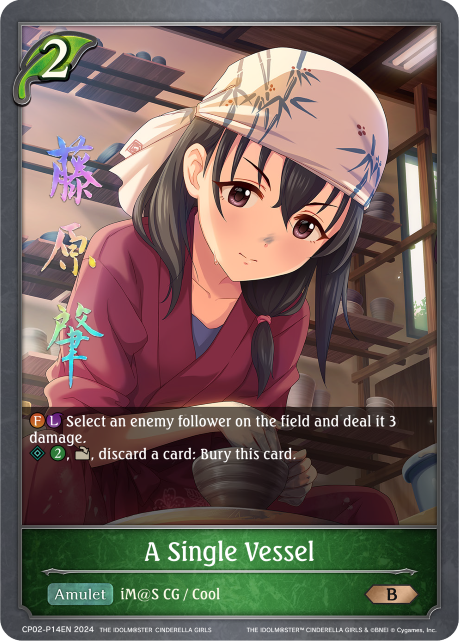 2
藤原肇
F L Select an enemy follower on the field and deal it 3
damage.
2, , discard a card: Bury this card.
A Single Vessel
Amulet iM@S CG / Cool
B
CP02-P14EN 2024 THE IDOLM@STER CINDERELLA GIRLS THE IDOLM@STER™ CINDERELLA GIRLS & ©BNEI © Cygames, Inc.